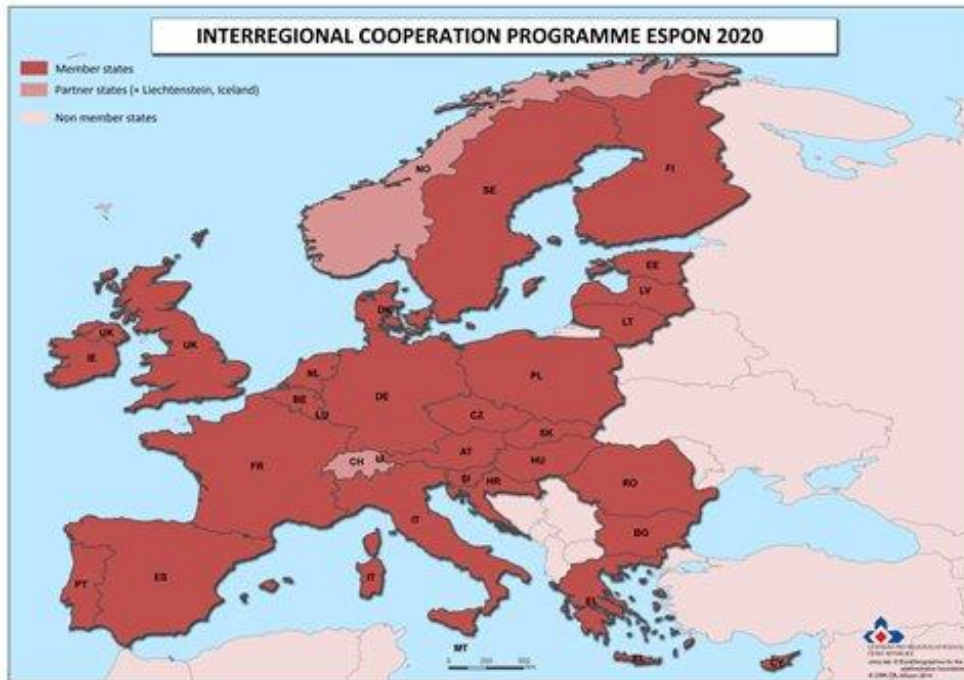 INTERREGIONAL COOPERATION PROGRAMME ESPON 2020
Member states
Partner states (+ Liechtenstein, Iceland)
Non member states
NO
SE
FI
EE
LV
LT
DK
UK
IE
UK
NL
BE
LU
DE
PL
CZ
SK
FR
CH
LI
AT
HU
SI
HR
RO
IT
BG
PT
ES
IT
EL
MT
CY